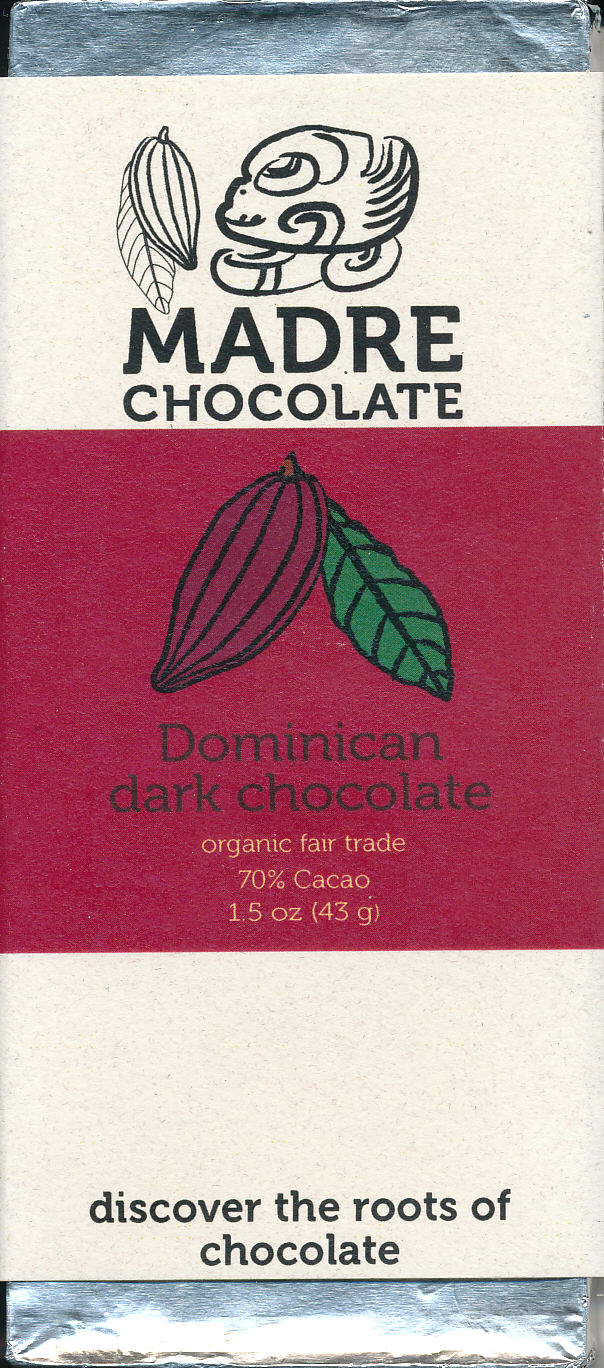 MADRE
CHOCOLATE
Dominican
dark chocolate
organic fair trade
70% Cacao
1.5 oz (43 g)
discover the roots of
chocolate